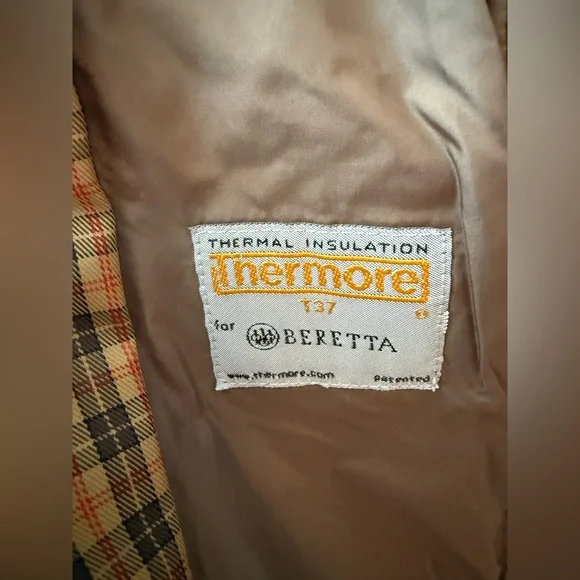 THERMAL INSULATION
Thermore
T37
®
for BERETTA
www.thermore.com patented